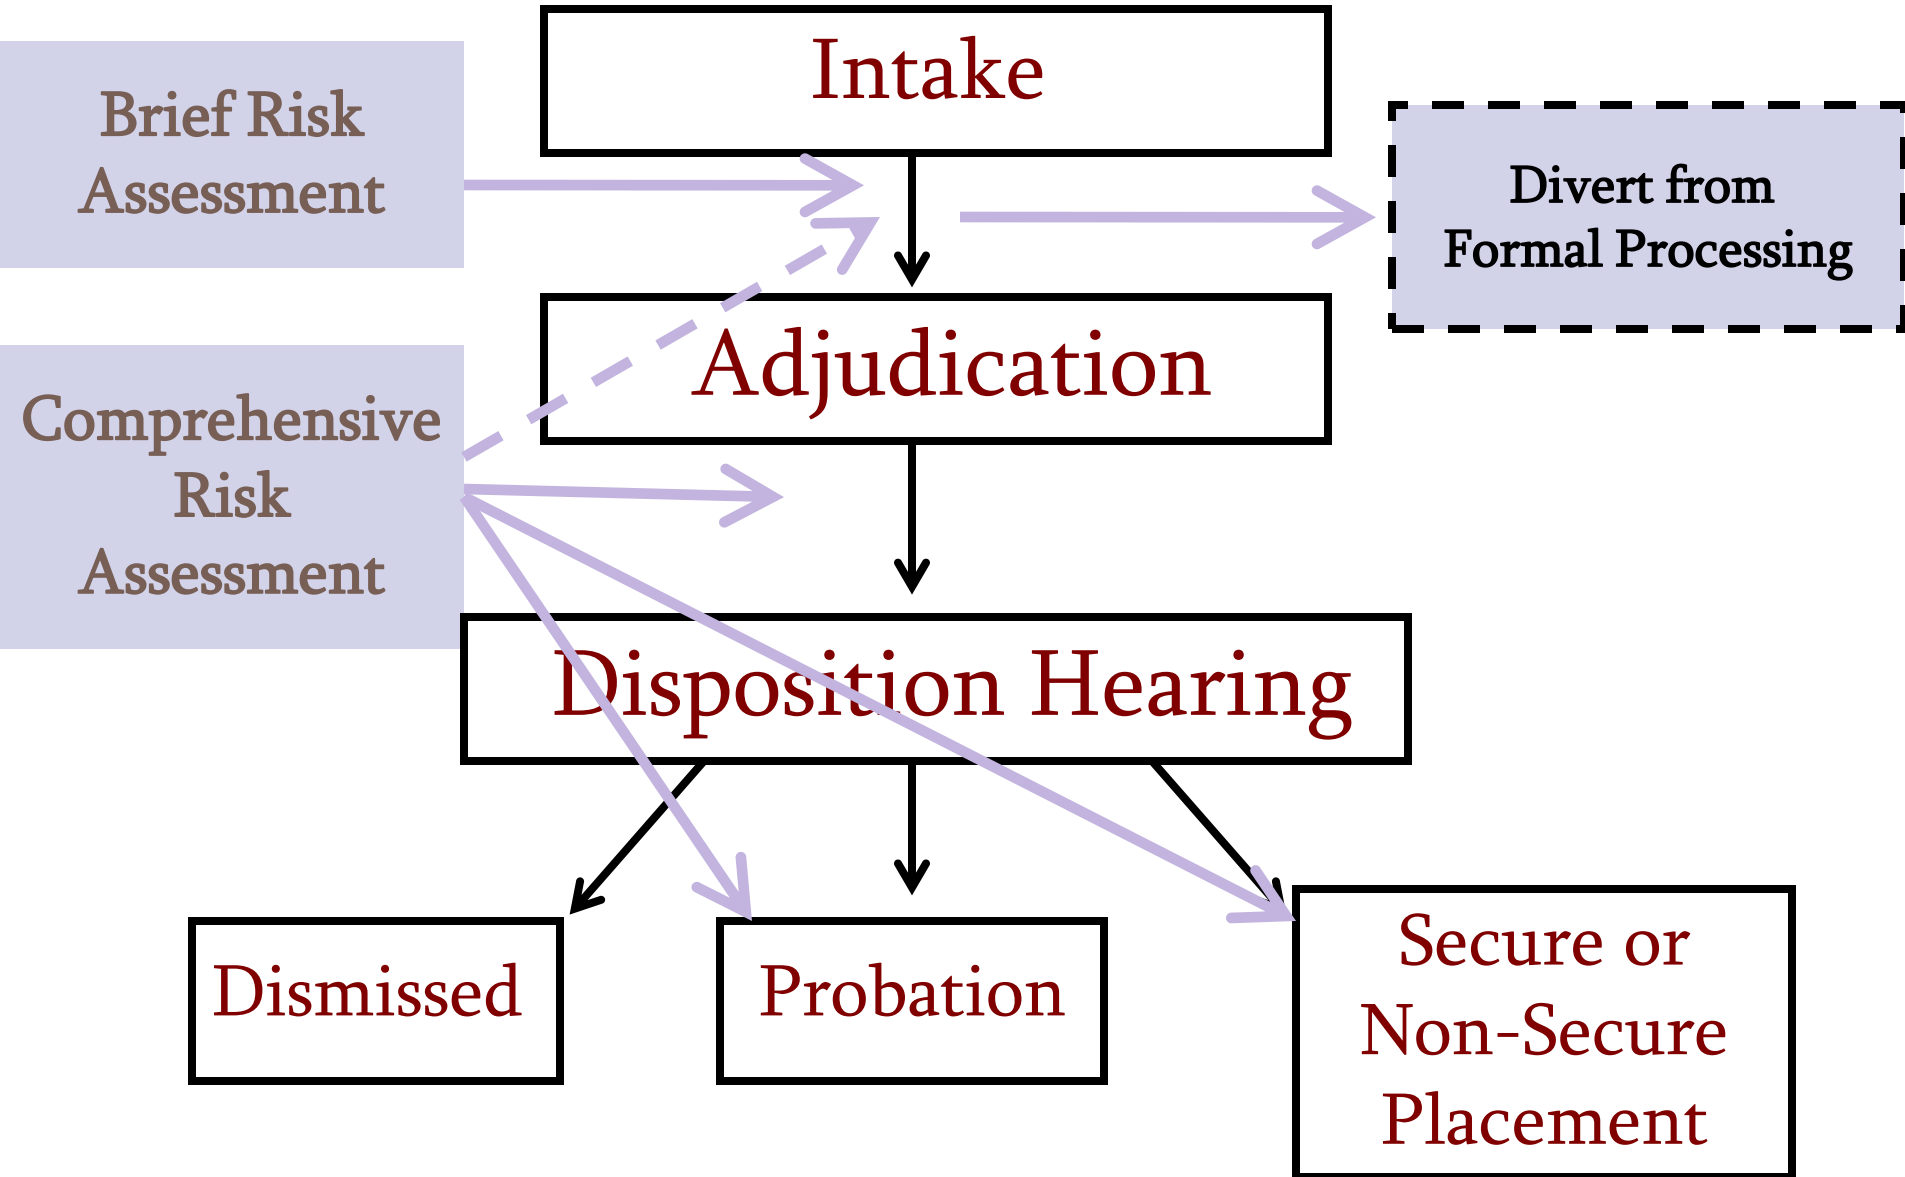 Intake
Brief Risk
Assessment
Divert from
Formal Processing
Adjudication
Comprehensive
Risk
Assessment
Disposition Hearing
Dismissed
Probation
Secure or
Non-Secure
Placement